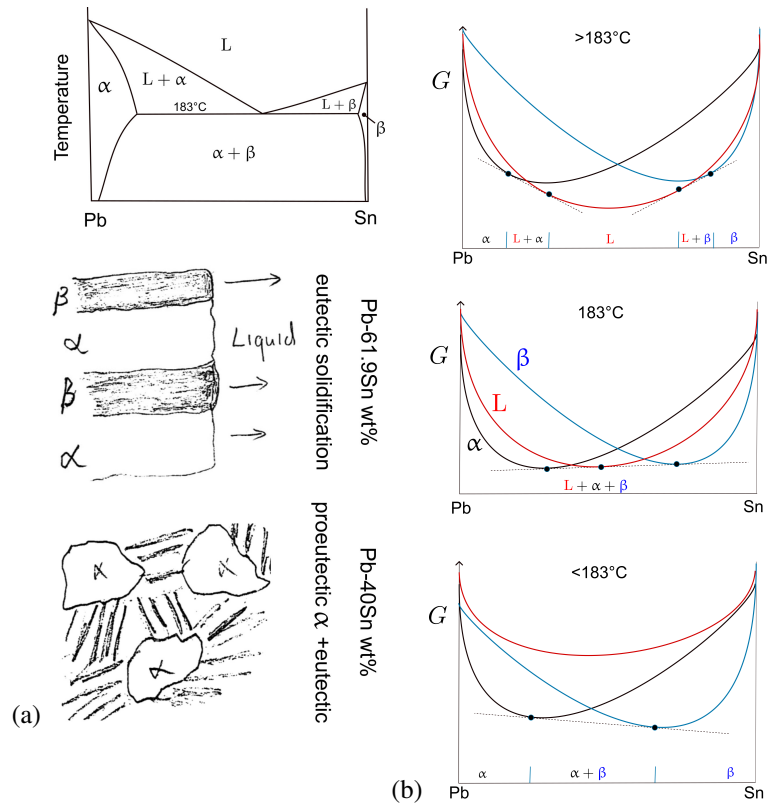 Temperature
L
α
L + α
L + β
183°C
β
α + β
Pb
Sn
β
α
Liquid
β
α
Pb-61.9Sn wt%
eutectic solidification
α
α
α
Pb-40Sn wt%
proeutectic α +eutectic
(a)
>183°C
G
α
L + α
L
L + β
β
Pb
Sn
183°C
G
β
L
α
L + α + β
Pb
Sn
<183°C
G
α
α + β
β
Pb
Sn
(b)